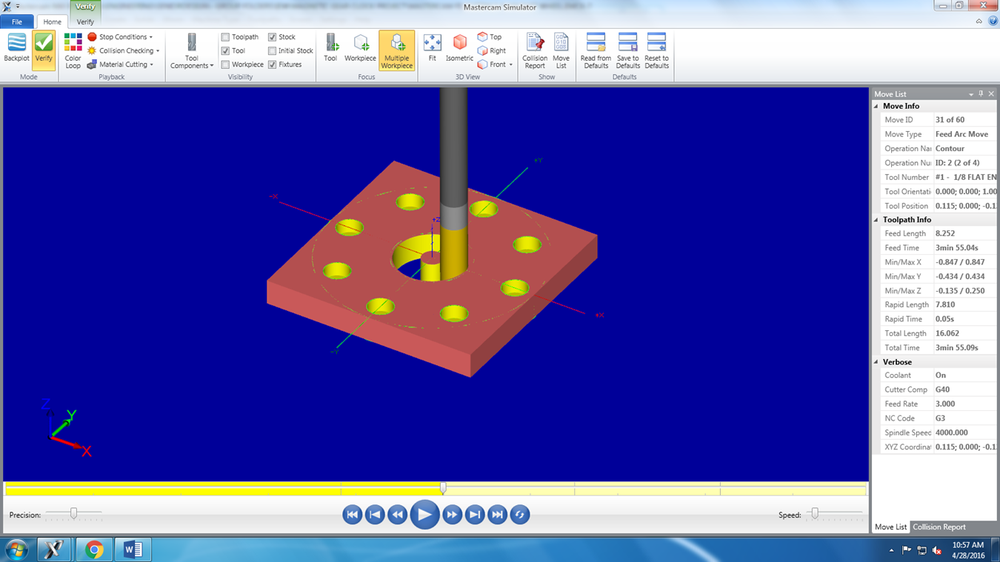 Verify
Mastercam Simulator
File
Home
Verify
Backplot
Verify
Mode
Color Loop
Stop Conditions
Collision Checking
Material Cutting
Playback
Tool Components
Toolpath
Tool
Workpiece
Stock
Initial Stock
Fixtures
Visibility
Tool
Workpiece
Multiple Workpiece
Focus
Fit
Isometric
Top
Right
Front
3D View
Collision Report
Move List
Show
Read from Defaults
Save to Defaults
Reset to Defaults
Defaults
Move List
Move Info
Move ID 31 of 60
Move Type Feed Arc Move
Operation Nar Contour
Operation Nu ID: 2 (2 of 4)
Tool Number #1 - 1/8 FLAT EN
Tool Orientati 0.000; 0.000; 1.00
Tool Position 0.115; 0.000; -0.1
Toolpath Info
Feed Length 8.252
Feed Time 3min 55.04s
Min/Max X -0.847 / 0.847
Min/Max Y -0.434 / 0.434
Min/Max Z -0.135 / 0.250
Rapid Length 7.810
Rapid Time 0.05s
Total Length 16.062
Total Time 3min 55.09s
Verbose
Coolant On
Cutter Comp G40
Feed Rate 3.000
NC Code G3
Spindle Speed 4000.000
XYZ Coordinat 0.115; 0.000; -0.1
-X
+Y
+Z
+X
-Y
Z
Y
X
Precision:
Speed:
Move List
Collision Report
10:57 AM
4/28/2016